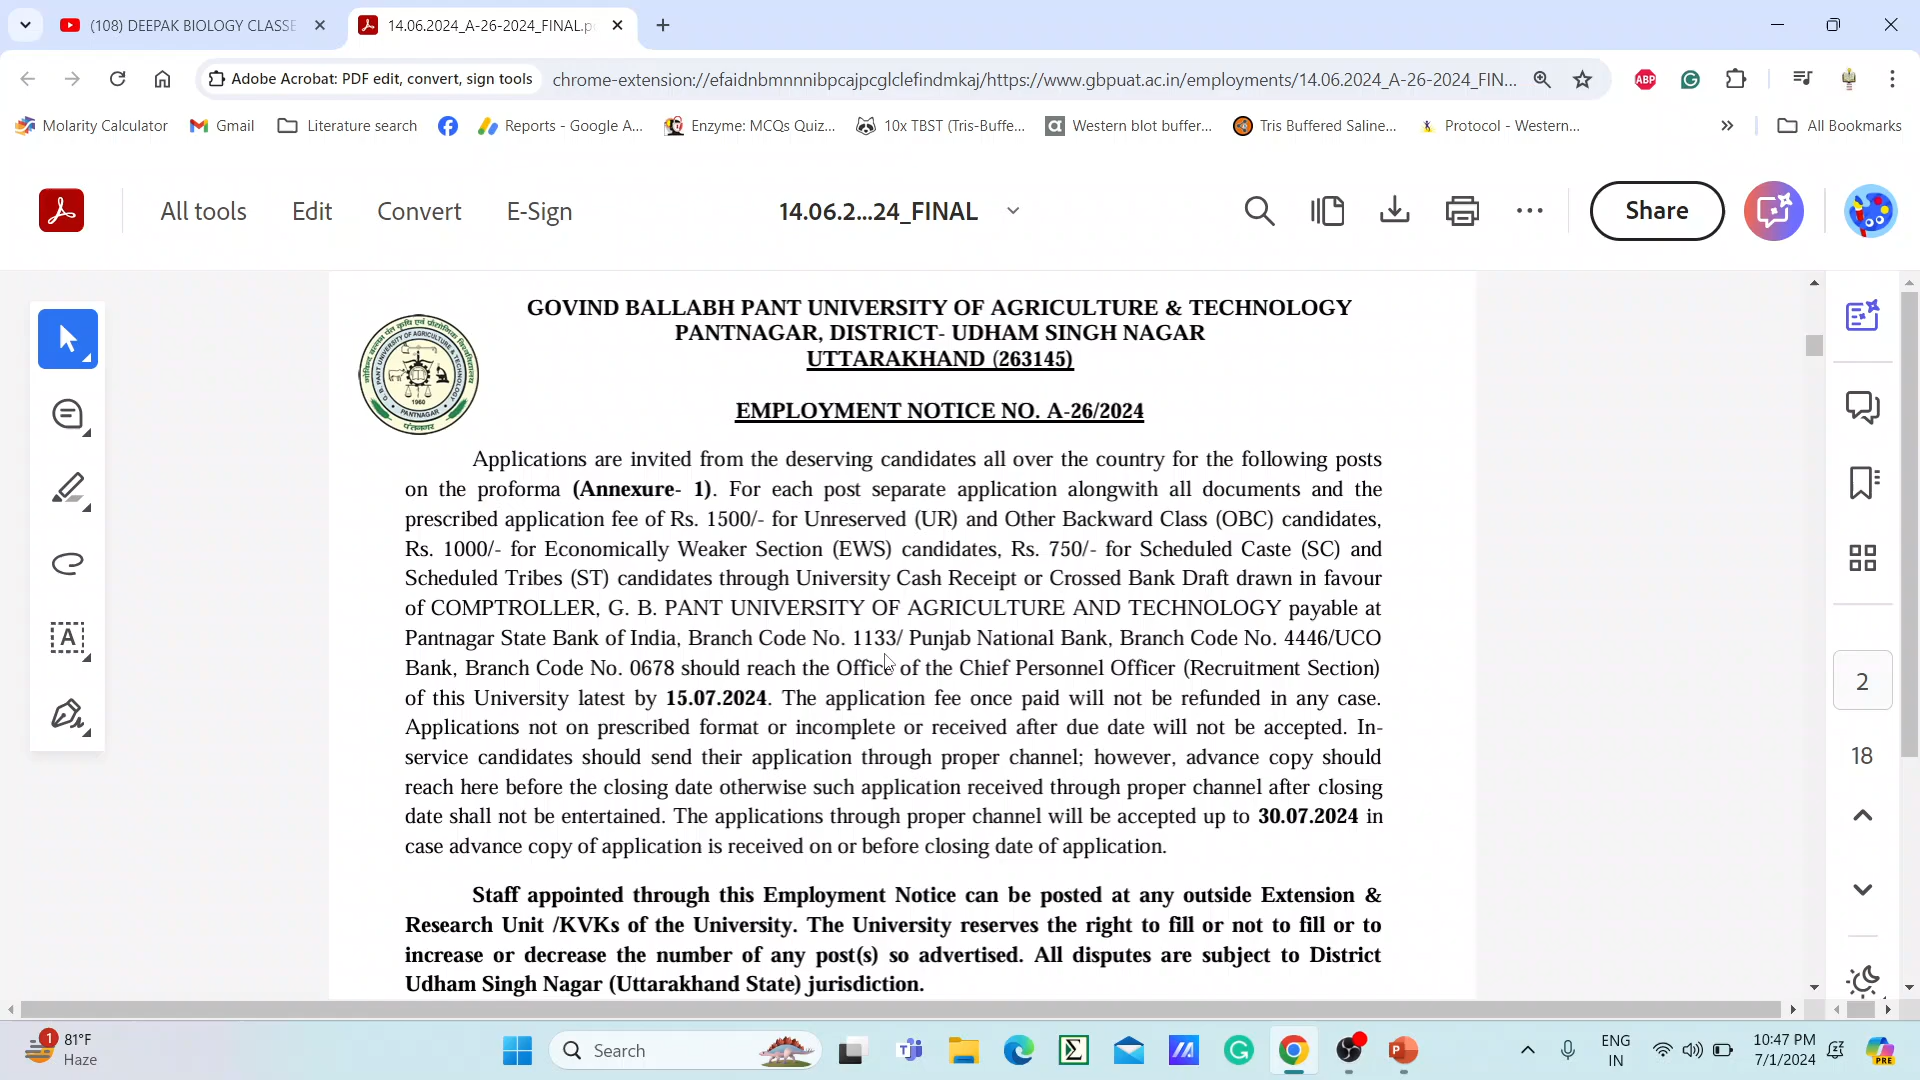 (108) DEEPAK BIOLOGY CLASSE
14.06.2024_A-26-2024_FINAL.p
Adobe Acrobat: PDF edit, convert, sign tools
chrome-extension://efaidnbmnnnibpcajpcglclefindmkaj/https://www.gbpuat.ac.in/employments/14.06.2024_A-26-2024_FIN...
ABP
Molarity Calculator
Gmail
Literature search
Reports - Google A...
Enzyme: MCQs Quiz...
10x TBST (Tris-Buffe...
Western blot buffer...
Tris Buffered Saline...
Protocol - Western...
All Bookmarks
All tools
Edit
Convert
E-Sign
14.06.2...24_FINAL
Share
GOVIND BALLABH PANT UNIVERSITY OF AGRICULTURE & TECHNOLOGY
PANTNAGAR, DISTRICT- UDHAM SINGH NAGAR
UTTARAKHAND (263145)
EMPLOYMENT NOTICE NO. A-26/2024
Applications are invited from the deserving candidates all over the country for the following posts
on the proforma (Annexure- 1). For each post separate application alongwith all documents and the
prescribed application fee of Rs. 1500/- for Unreserved (UR) and Other Backward Class (OBC) candidates,
Rs. 1000/- for Economically Weaker Section (EWS) candidates, Rs. 750/- for Scheduled Caste (SC) and
Scheduled Tribes (ST) candidates through University Cash Receipt or Crossed Bank Draft drawn in favour
of COMPTROLLER, G. B. PANT UNIVERSITY OF AGRICULTURE AND TECHNOLOGY payable at
Pantnagar State Bank of India, Branch Code No. 1133/ Punjab National Bank, Branch Code No. 4446/UCO
Bank, Branch Code No. 0678 should reach the Office of the Chief Personnel Officer (Recruitment Section)
of this University latest by 15.07.2024. The application fee once paid will not be refunded in any case.
Applications not on prescribed format or incomplete or received after due date will not be accepted. In-
service candidates should send their application through proper channel; however, advance copy should
reach here before the closing date otherwise such application received through proper channel after closing
date shall not be entertained. The applications through proper channel will be accepted up to 30.07.2024 in
case advance copy of application is received on or before closing date of application.
Staff appointed through this Employment Notice can be posted at any outside Extension &
Research Unit /KVKs of the University. The University reserves the right to fill or not to fill or to
increase or decrease the number of any post(s) so advertised. All disputes are subject to District
Udham Singh Nagar (Uttarakhand State) jurisdiction.
2
18
1
81°F
Haze
Search
ENG
IN
10:47 PM
7/1/2024
PRE